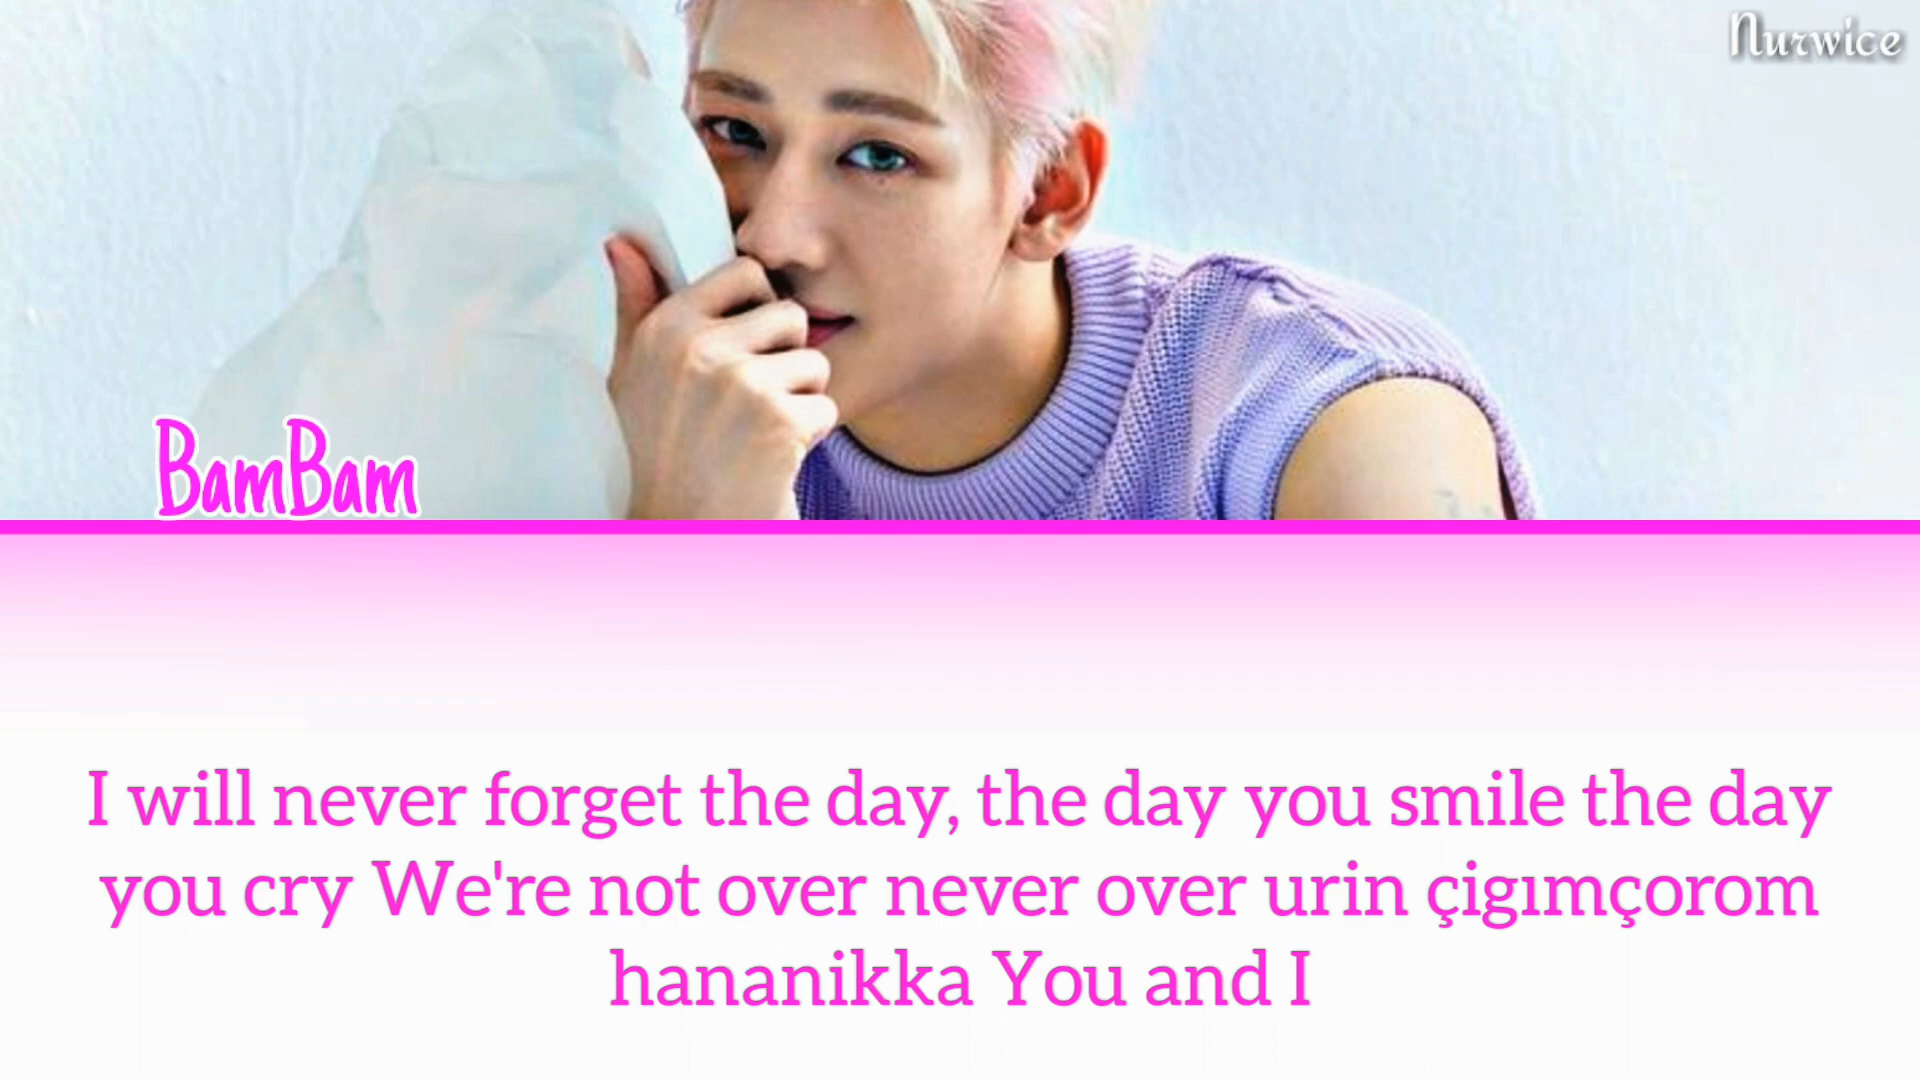 Nurwice
BamBam
I will never forget the day, the day you smile the day
you cry We're not over never over urin çigımçorom
hananikka You and I